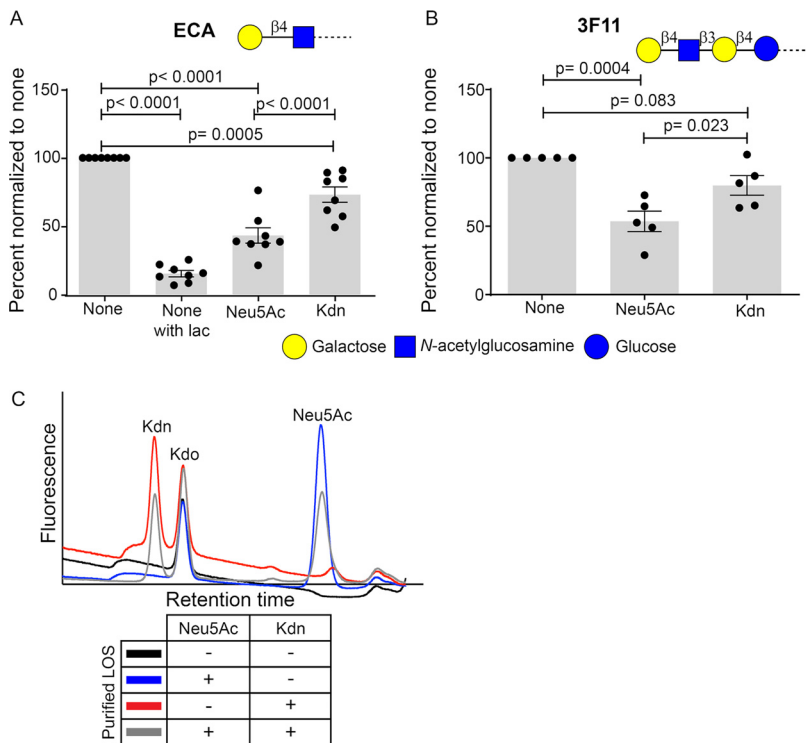 A
ECA
β4
p< 0.0001
p< 0.0001
p< 0.0001
p= 0.0005
Percent normalized to none
150
100
50
0
None
None with lac
Neu5Ac
Kdn
B
3F11
β4
β3
β4
p= 0.0004
p= 0.083
p= 0.023
Percent normalized to none
150
100
50
0
None
Neu5Ac
Kdn
Galactose
N-acetylglucosamine
Glucose
C
Fluorescence
Kdn
Kdo
Neu5Ac
Retention time
Neu5Ac Kdn
Purified LOS
- -
+ -
- +
+ +